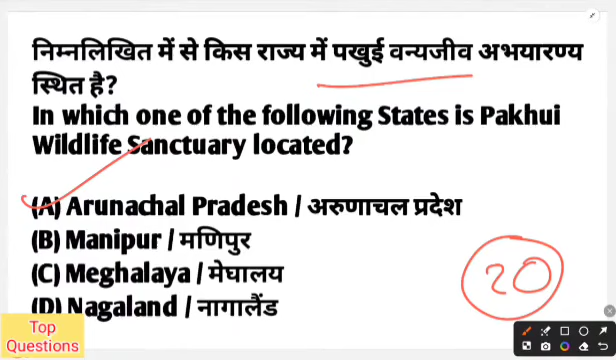 निम्नलिखित में से किस राज्य में पखुई वन्यजीव अभयारण्य
स्थित है?
In which one of the following States is Pakhui
Wildlife Sanctuary located?
(A) Arunachal Pradesh / अरुणाचल प्रदेश
(B) Manipur / मणिपुर
(C) Meghalaya / मेघालय
(D) Nagaland / नागालैंड
20
Top
Questions